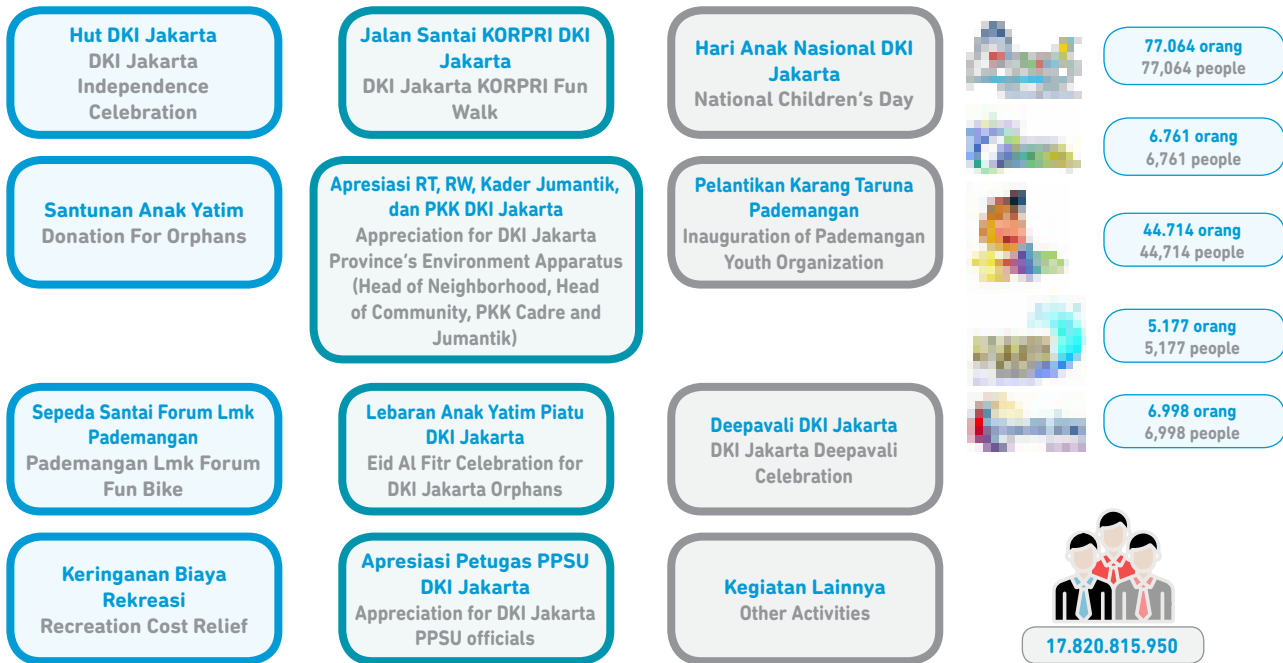 Hut DKI Jakarta
DKI Jakarta
Independence
Celebration
Jalan Santai KORPRI DKI
Jakarta
DKI Jakarta KORPRI Fun
Walk
Hari Anak Nasional DKI
Jakarta
National Children's Day
Santunan Anak Yatim
Donation For Orphans
Apresiasi RT, RW, Kader Jumantik,
dan PKK DKI Jakarta
Appreciation for DKI Jakarta
Province's Environment Apparatus
(Head of Neighborhood, Head
of Community, PKK Cadre and
Jumantik)
Pelantikan Karang Taruna
Pademangan
Inauguration of Pademangan
Youth Organization
Sepeda Santai Forum Lmk
Pademangan
Pademangan Lmk Forum
Fun Bike
Lebaran Anak Yatim Piatu
DKI Jakarta
Eid Al Fitr Celebration for
DKI Jakarta Orphans
Deepavali DKI Jakarta
DKI Jakarta Deepavali
Celebration
Keringanan Biaya
Rekreasi
Recreation Cost Relief
Apresiasi Petugas PPSU
DKI Jakarta
Appreciation for DKI Jakarta
PPSU officials
Kegiatan Lainnya
Other Activities
77.064 orang
77,064 people
6.761 orang
6,761 people
44.714 orang
44,714 people
5.177 orang
5,177 people
6.998 orang
6,998 people
17.820.815.950